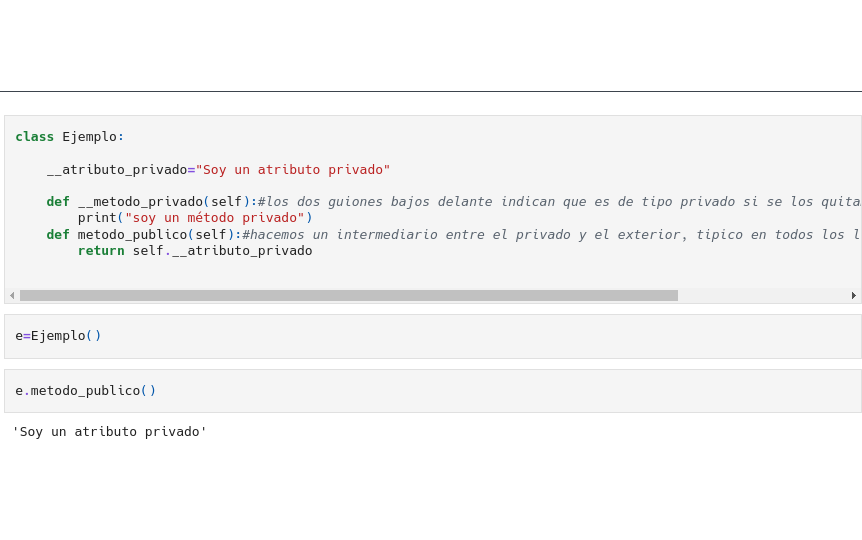 class Ejemplo:
    __atributo_privado="Soy un atributo privado"
    def __metodo_privado(self):#los dos guiones bajos delante indican que es de tipo privado si se los quita
        print("soy un método privado")
    def metodo_publico(self):#hacemos un intermediario entre el privado y el exterior, tipico en todos los l
        return self.__atributo_privado
e=Ejemplo()
e.metodo_publico()
'Soy un atributo privado'